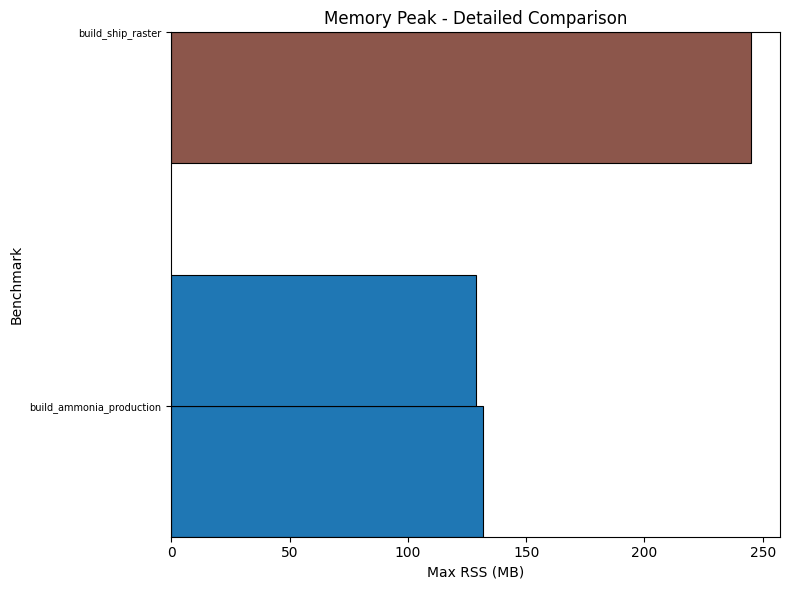 Memory Peak - Detailed Comparison
build_ship_raster
Benchmark
build_ammonia_production
0 50 100 150 200 250
Max RSS (MB)